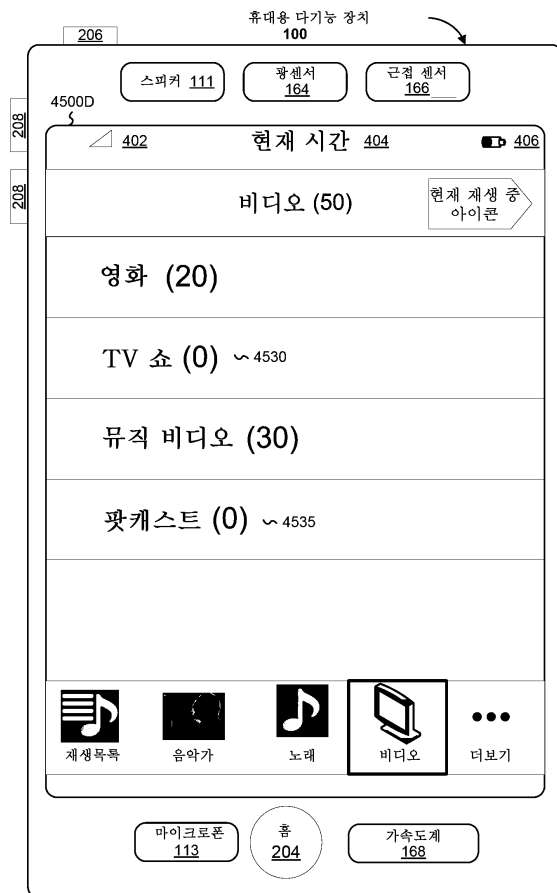 휴대용 다기능 장치
100
206
스피커 111
광센서
164
근접 센서
166
4500D
208
208
402
현재 시간 404
406
비디오 (50)
현재 재생 중
아이콘
영화 (20)
TV 쇼 (0) 4530
뮤직 비디오 (30)
팟캐스트 (0) 4535
재생목록
음악가
노래
비디오
더보기
마이크로폰
113
홈
204
가속도계
168